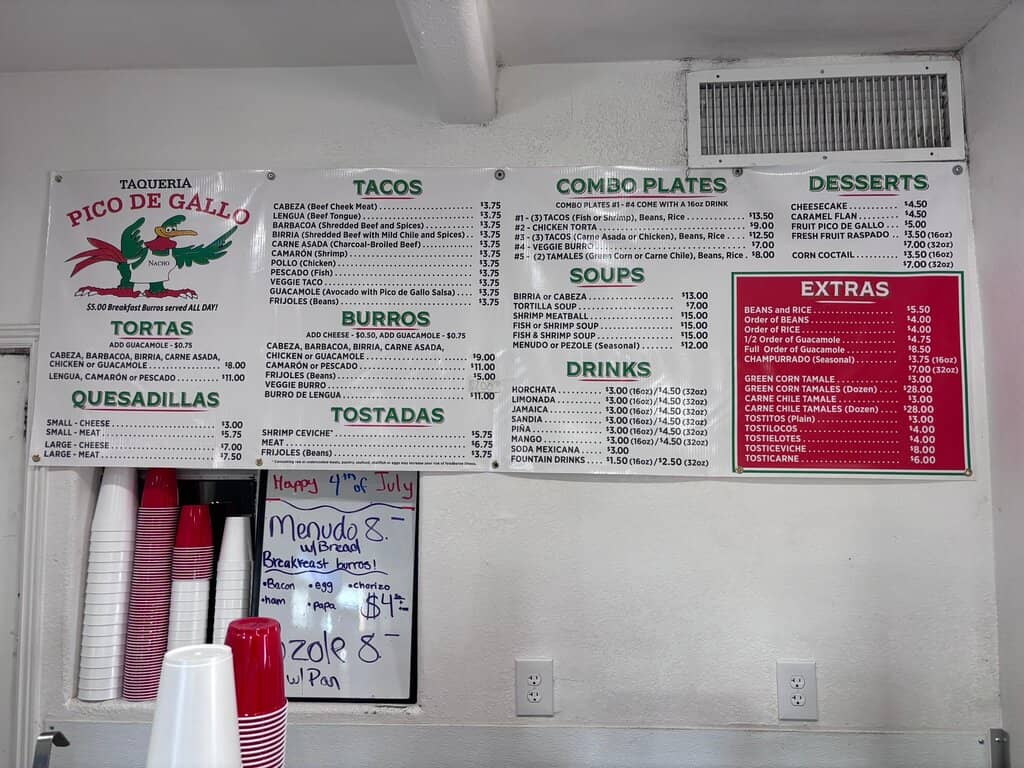 TAQUERIA
PICO DE GALLO
NACHO
$5.00 Breakfast Burros served ALL DAY!
TORTAS
ADD GUACAMOLE - $0.75
CABEZA, BARBACOA, BIRRIA, CARNE ASADA,
CHICKEN or GUACAMOLE $8.00
LENGUA, CAMARÓN or PESCADO $11.00
QUESADILLAS
SMALL - CHEESE $3.00
SMALL - MEAT $5.75
LARGE - CHEESE $7.00
LARGE - MEAT $7.50
TACOS
CABEZA (Beef Cheek Meat) $3.75
LENGUA (Beef Tongue) $3.75
BARBACOA (Shredded Beef and Spices) $3.75
BIRRIA (Shredded Beef with Mild Chile and Spices) $3.75
CARNE ASADA (Charcoal-Broiled Beef) $3.75
CAMARÓN (Shrimp) $3.75
POLLO (Chicken) $3.75
PESCADO (Fish) $3.75
VEGGIE TACO $3.75
GUACAMOLE (Avocado with Pico de Gallo Salsa) $3.75
FRIJOLES (Beans) $3.75
BURROS
ADD CHEESE - $0.50, ADD GUACAMOLE - $0.75
CABEZA, BARBACOA, BIRRIA, CARNE ASADA,
CHICKEN or GUACAMOLE $9.00
CAMARÓN or PESCADO $11.00
FRIJOLES (Beans) $5.00
VEGGIE BURRO $7.00
BURRO DE LENGUA $11.00
TOSTADAS
SHRIMP CEVICHE* $5.75
MEAT $6.75
FRIJOLES (Beans) $3.75
* Consuming raw or undercooked meats, poultry, seafood, shellfish or eggs may increase your risk of foodborne illness.
COMBO PLATES
COMBO PLATES #1 - #4 COME WITH A 16oz DRINK
#1 - (3) TACOS (Fish or Shrimp), Beans, Rice $13.50
#2 - CHICKEN TORTA $9.00
#3 - (3) TACOS (Carne Asada or Chicken), Beans, Rice $12.50
#4 - VEGGIE BURRO $7.00
#5 - (2) TAMALES (Green Corn or Carne Chile), Beans, Rice $8.00
SOUPS
BIRRIA or CABEZA $13.00
TORTILLA SOUP $7.00
SHRIMP MEATBALL $15.00
FISH or SHRIMP SOUP $15.00
FISH & SHRIMP SOUP $15.00
MENUDO or PEZOLE (Seasonal) $12.00
DRINKS
HORCHATA $3.00 (16oz) / $4.50 (32oz)
LIMONADA $3.00 (16oz) / $4.50 (32oz)
JAMAICA $3.00 (16oz) / $4.50 (32oz)
SANDIA $3.00 (16oz) / $4.50 (32oz)
PIÑA $3.00 (16oz) / $4.50 (32oz)
MANGO $3.00 (16oz) / $4.50 (32oz)
SODA MEXICANA $3.00
FOUNTAIN DRINKS $1.50 (16oz) / $2.50 (32oz)
DESSERTS
CHEESECAKE $4.50
CARAMEL FLAN $4.50
FRUIT PICO DE GALLO $5.00
FRESH FRUIT RASPADO $3.50 (16oz)
$7.00 (32oz)
CORN COCTAIL $3.50 (16oz)
$7.00 (32oz)
EXTRAS
BEANS and RICE $5.50
Order of BEANS $4.00
Order of RICE $4.00
1/2 Order of Guacamole $4.75
Full Order of Guacamole $8.50
CHAMPURRADO (Seasonal) $3.75 (16oz)
$7.00 (32oz)
GREEN CORN TAMALE $3.00
GREEN CORN TAMALES (Dozen) $28.00
CARNE CHILE TAMALE $3.00
CARNE CHILE TAMALES (Dozen) $28.00
TOSTITOS (Plain) $3.00
TOSTILOCOS $4.00
TOSTIELOTES $4.00
TOSTICEVICHE $8.00
TOSTICARNE $6.00
Happy 4th of July
Menudo 8.-
w/Bread
Breakfeast burros!
•Bacon •egg •chorizo
•ham •papa $4.-
ozole 8.-
w/ Pan